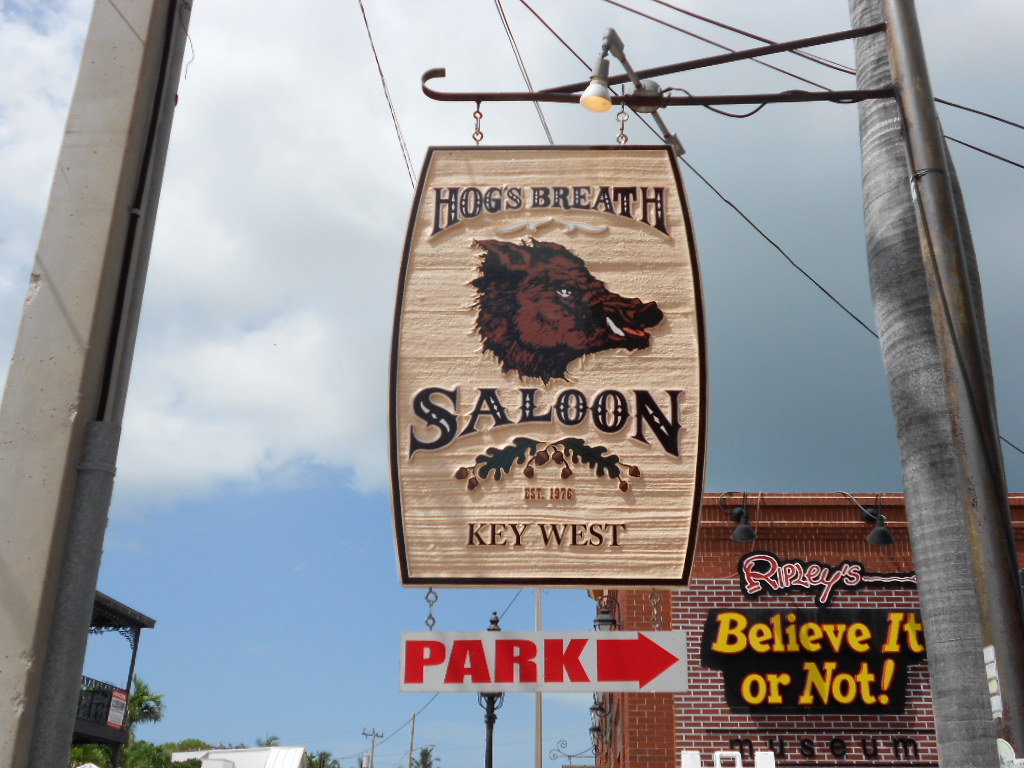 HOG'S BREATH
SALOON
EST. 1976
KEY WEST
PARK
RIPLEY'S
Believe It
or Not!
museum